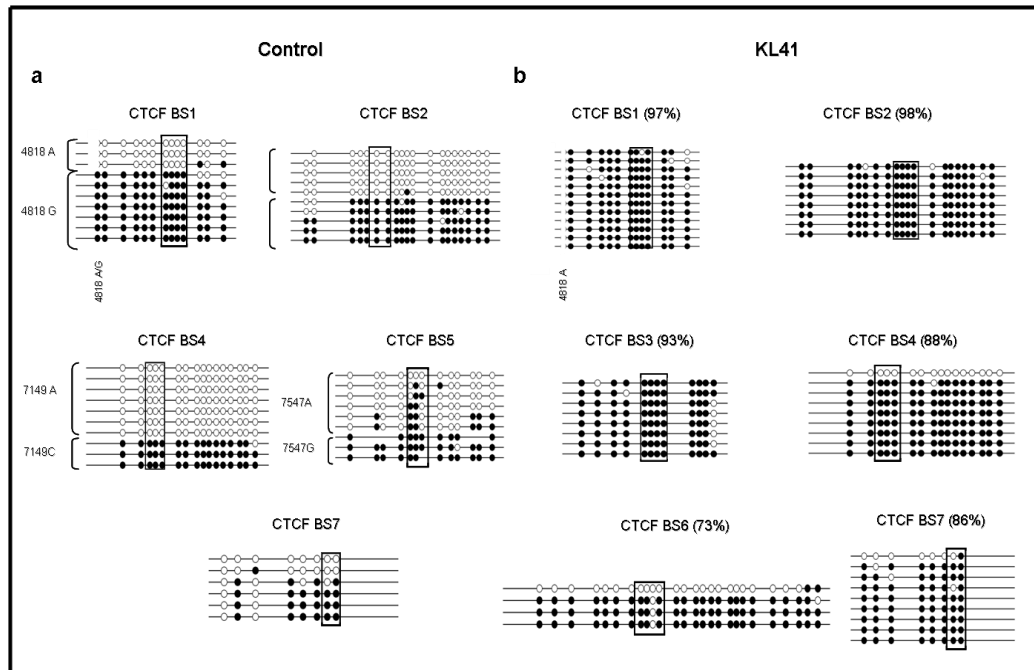 Control
KL41
a
b
CTCF BS1
CTCF BS2
CTCF BS1 (97%)
CTCF BS2 (98%)
4818 A
4818 G
4818 A/G
4818 A
CTCF BS4
CTCF BS5
CTCF BS3 (93%)
CTCF BS4 (88%)
7149 A
7149C
7547A
7547G
CTCF BS7
CTCF BS6 (73%)
CTCF BS7 (86%)